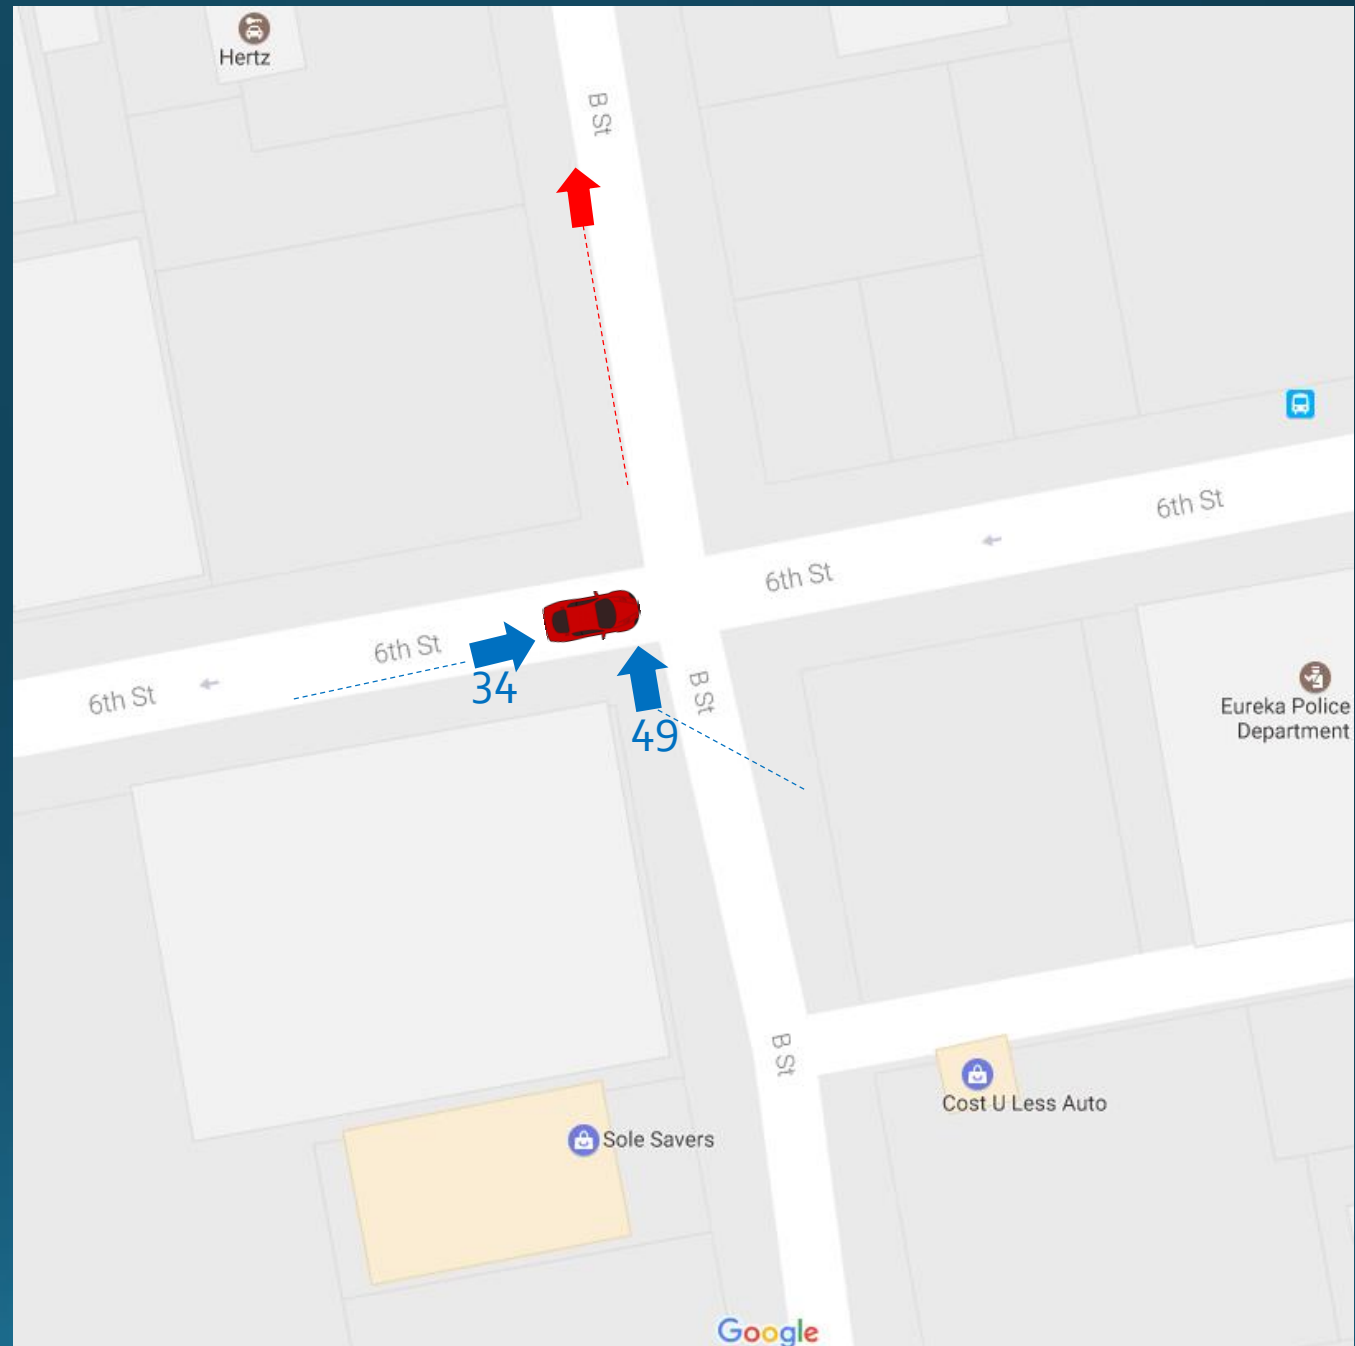 Hertz
B St
6th St
6th St
6th St
6th St
34
49
B St
Eureka Police
Department
B St
Cost U Less Auto
Sole Savers
Google